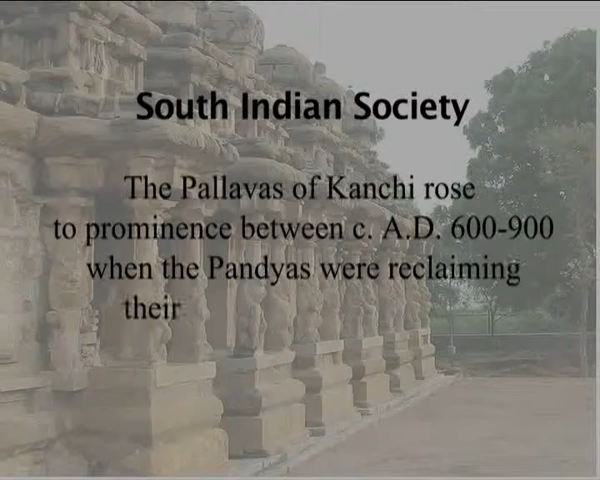 South Indian Society
The Pallavas of Kanchi rose
to prominence between c. A.D. 600-900
when the Pandyas were reclaiming
their